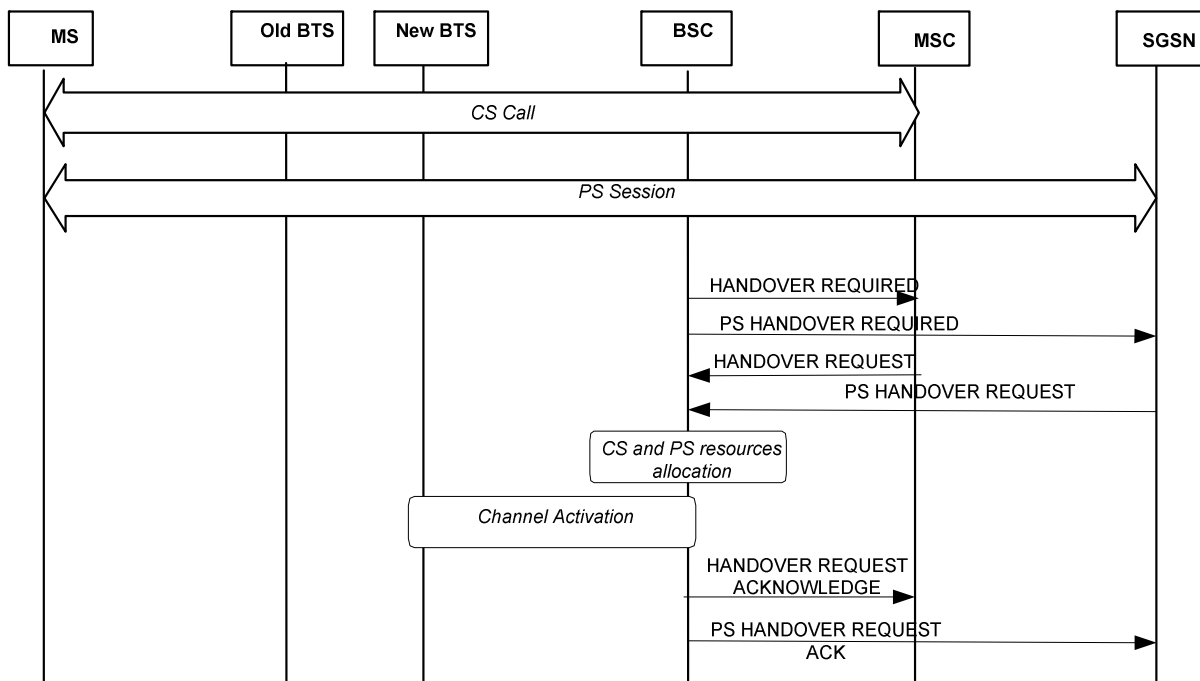 MS
Old BTS
New BTS
BSC
MSC
SGSN
CS Call
PS Session
HANDOVER REQUIRED
PS HANDOVER REQUIRED
HANDOVER REQUEST
PS HANDOVER REQUEST
CS and PS resources
allocation
Channel Activation
HANDOVER REQUEST
ACKNOWLEDGE
PS HANDOVER REQUEST
ACK